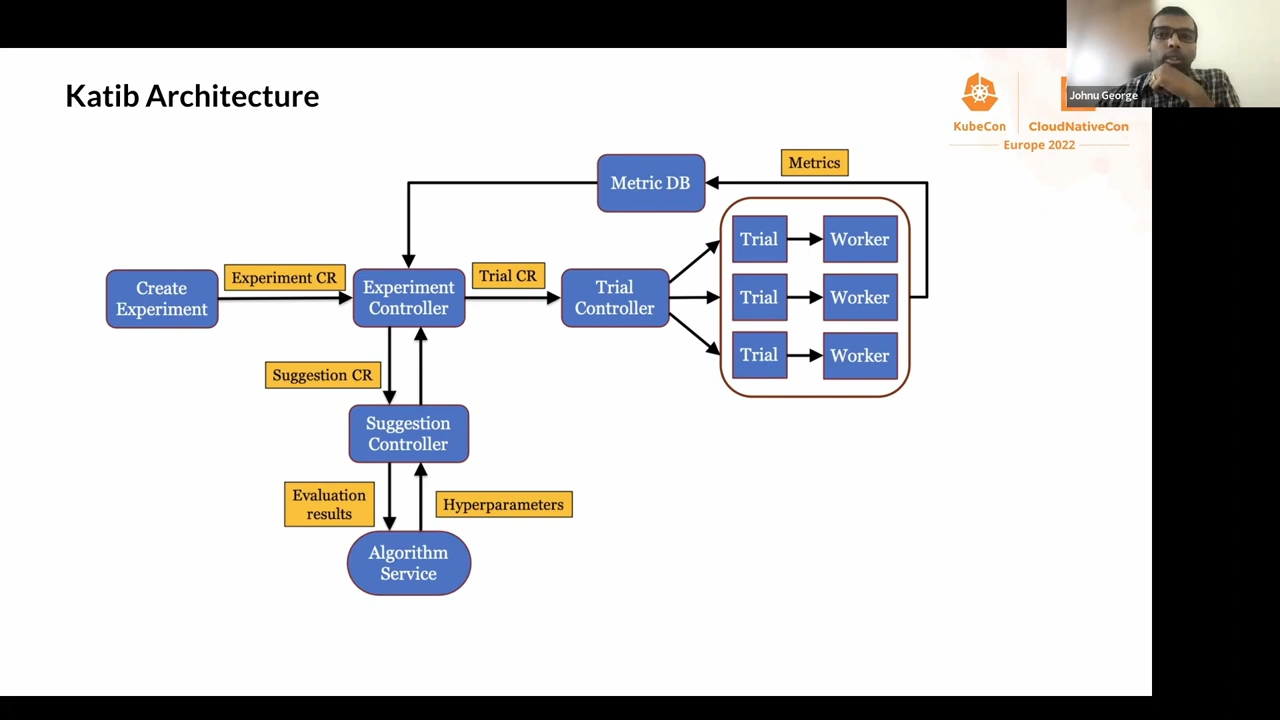 Katib Architecture
Johnu George
KubeCon
CloudNativeCon
Europe 2022
Metrics
Metric DB
Trial
Worker
Experiment CR
Trial CR
Create
Experiment
Experiment
Controller
Trial
Controller
Trial
Worker
Trial
Worker
Suggestion CR
Suggestion
Controller
Evaluation
results
Hyperparameters
Algorithm
Service